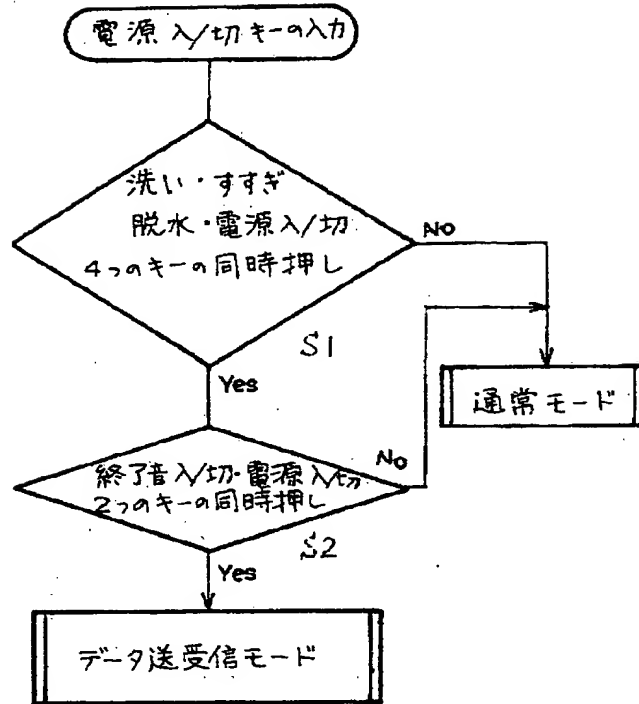 電源入/切キーの入力
洗い・すすぎ
脱水・電源入/切
4つのキーの同時押し
No
S1
Yes
通常モード
終了音入/切・電源入/切
No
2つのキーの同時押し
S2
Yes
データ送受信モード